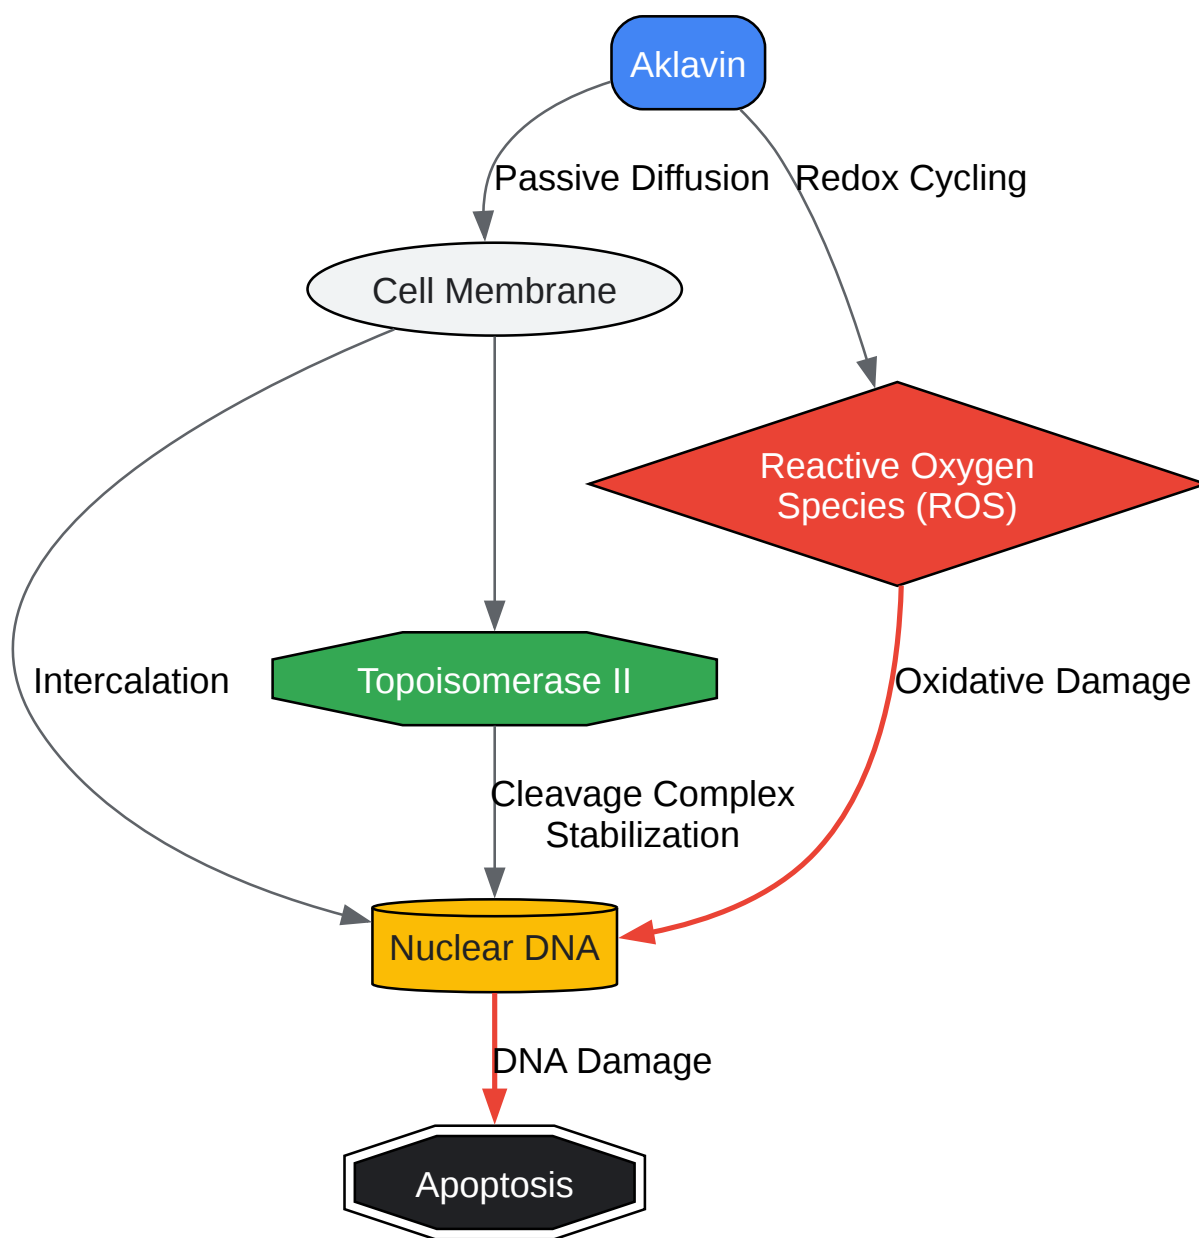 Aklavin
Passive Diffusion
Redox Cycling
Cell Membrane
Reactive Oxygen
Species (ROS)
Intercalation
Topoisomerase II
Oxidative Damage
Cleavage Complex
Stabilization
Nuclear DNA
DNA Damage
Apoptosis